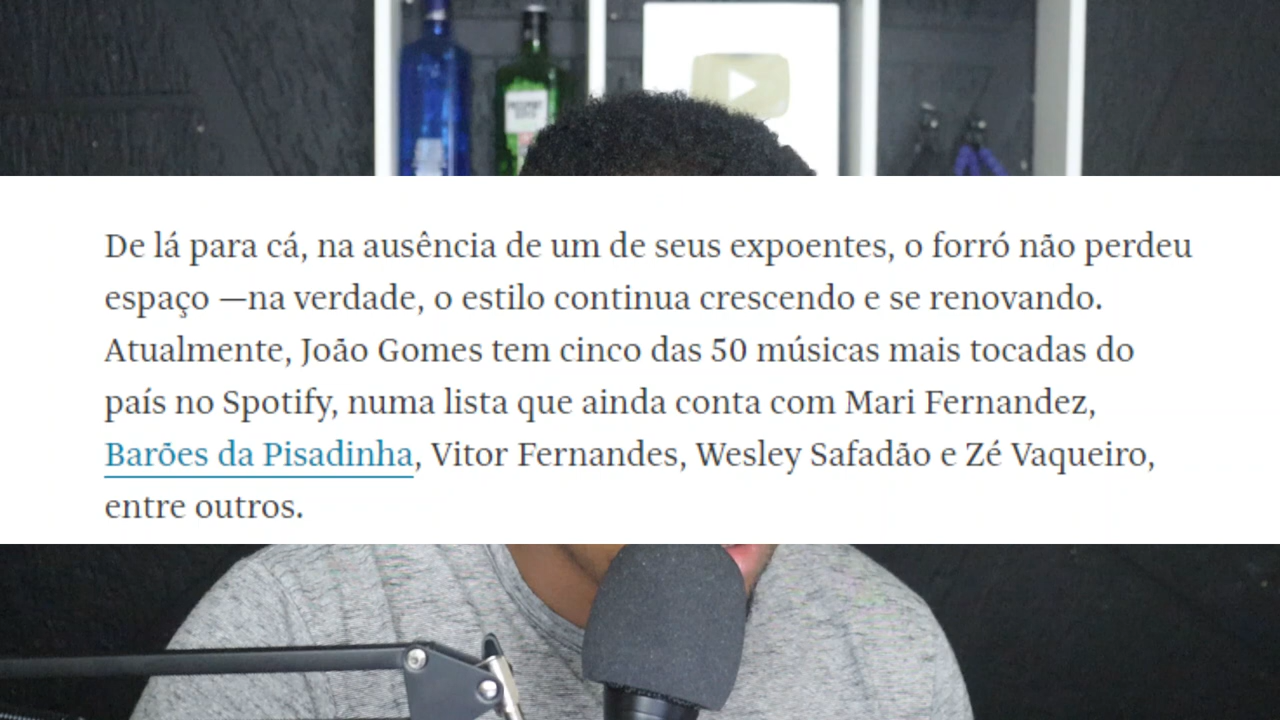 De lá para cá, na ausência de um de seus expoentes, o forró não perdeu
espaço —na verdade, o estilo continua crescendo e se renovando.
Atualmente, João Gomes tem cinco das 50 músicas mais tocadas do
país no Spotify, numa lista que ainda conta com Mari Fernandez,
Barões da Pisadinha, Vitor Fernandes, Wesley Safadão e Zé Vaqueiro,
entre outros.